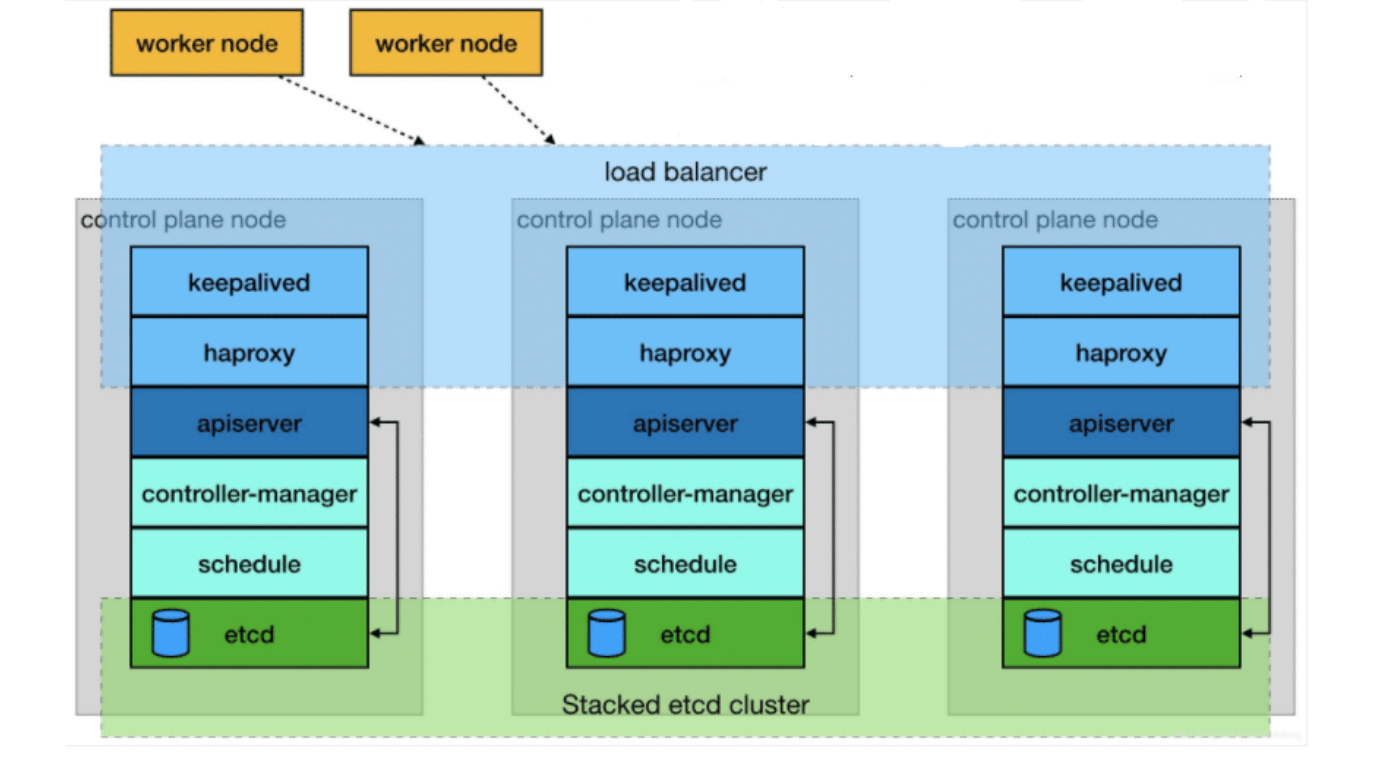 worker node
worker node
load balancer
control plane node
control plane node
control plane node
keepalived
keepalived
keepalived
haproxy
haproxy
haproxy
apiserver
apiserver
apiserver
controller-manager
controller-manager
controller-manager
schedule
schedule
schedule
etcd
etcd
etcd
Stacked etcd cluster